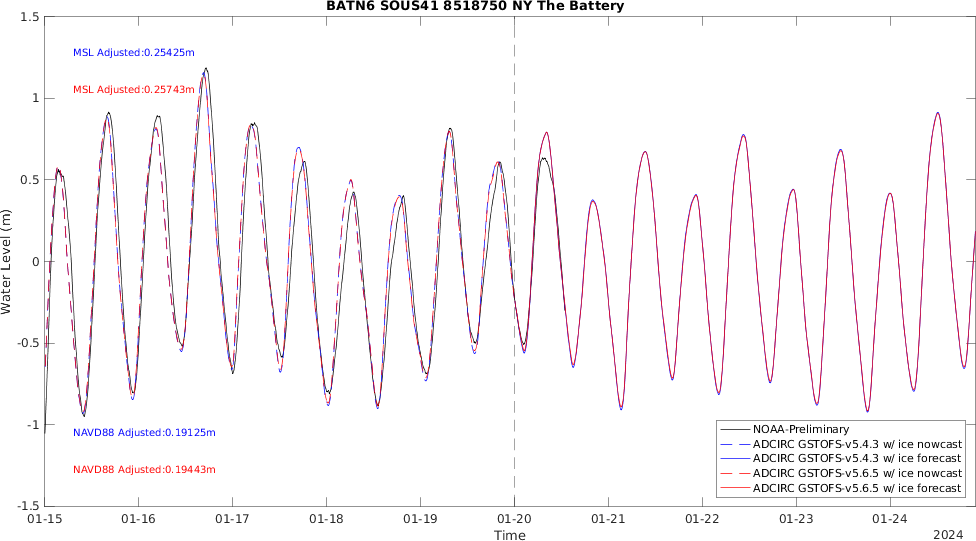 BATN6 SOUS41 8518750 NY The Battery
1.5
1
0.5
0
-0.5
-1
-1.5
Water Level (m)
MSL Adjusted:0.25425m
MSL Adjusted:0.25743m
NAVD88 Adjusted:0.19125m
NAVD88 Adjusted:0.19443m
NOAA-Preliminary
ADCIRC GSTOFS-v5.4.3 w/ ice nowcast
ADCIRC GSTOFS-v5.4.3 w/ ice forecast
ADCIRC GSTOFS-v5.6.5 w/ ice nowcast
ADCIRC GSTOFS-v5.6.5 w/ ice forecast
01-15 01-16 01-17 01-18 01-19 01-20 01-21 01-22 01-23 01-24
Time
2024